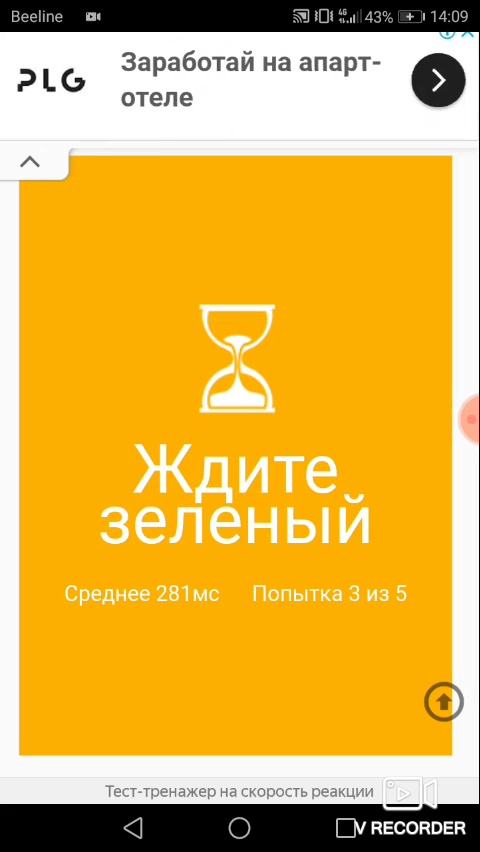 Beeline 4G 43% 14:09
PLG
Заработай на апарт-
отеле
Ждите
зеленый
Среднее 281мс Попытка 3 из 5
Тест-тренажер на скорость реакции
V RECORDER